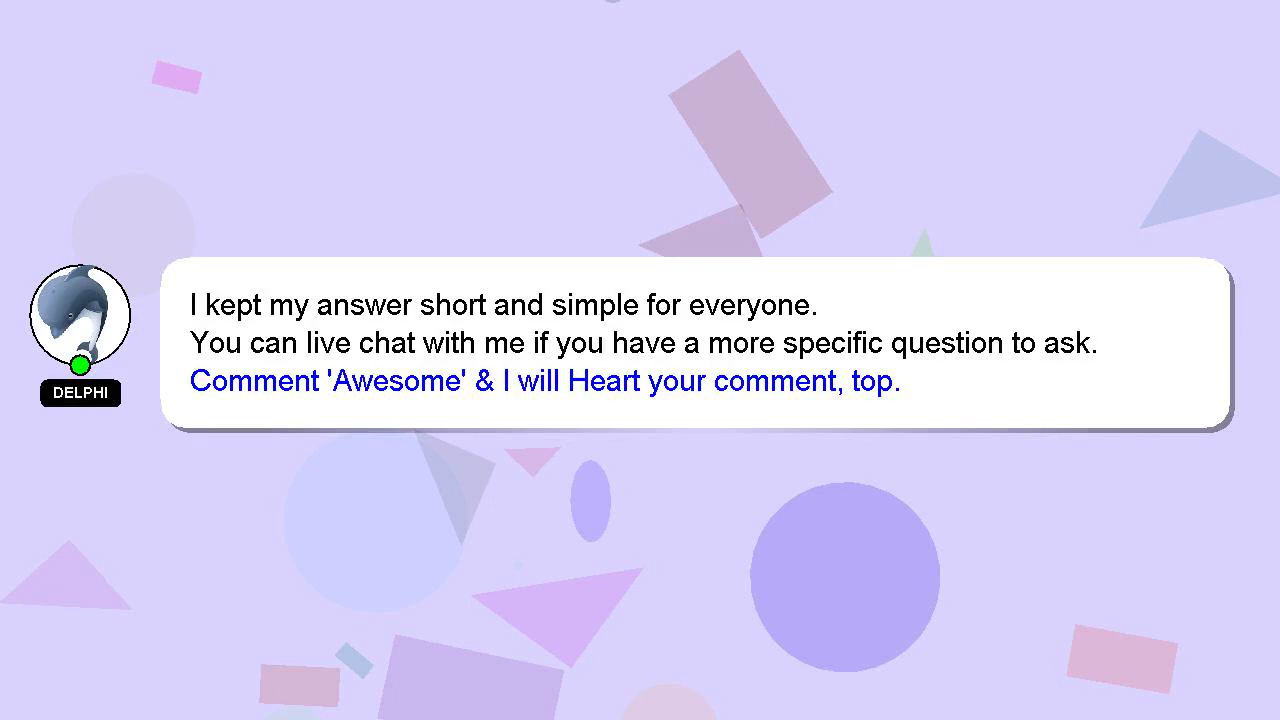 I kept my answer short and simple for everyone.
You can live chat with me if you have a more specific question to ask.
Comment 'Awesome' & I will Heart your comment, top.
DELPHI